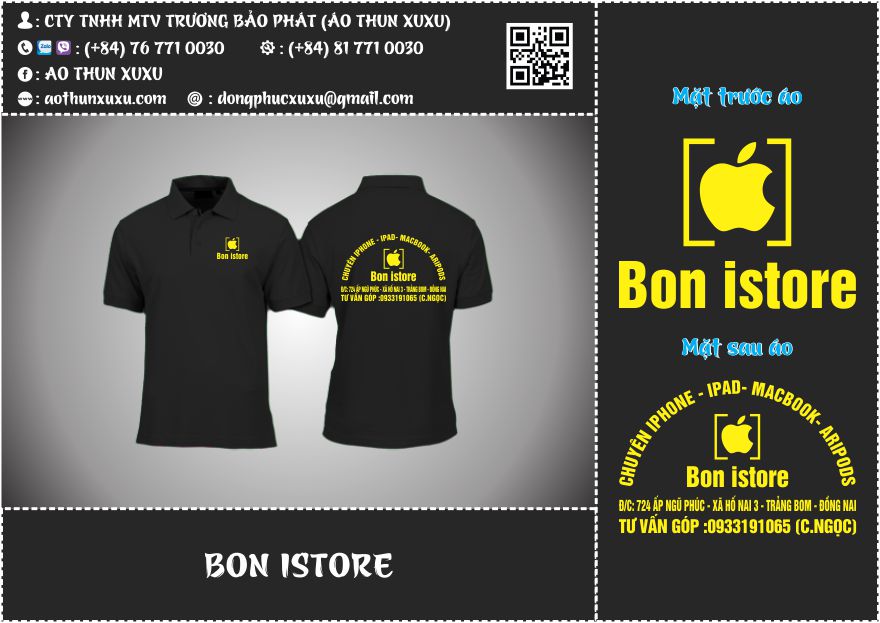 : CTY TNHH MTV TRƯƠNG BẢO PHÁT (ÁO THUN XUXU)
Zalo : (+84) 76 771 0030 : (+84) 81 771 0030
: AO THUN XUXU
www : aothunxuxu.com @ : dongphucxuxu@gmail.com
Bon istore
CHUYÊN IPHONE - IPAD- MACBOOK- ARIPODS
Bon istore
Đ/C: 724 ẤP NGŨ PHÚC - XÃ HỐ NAI 3 - TRẢNG BOM - ĐỒNG NAI
TƯ VẤN GÓP :0933191065 (C.NGỌC)
BON ISTORE
Mặt trước áo
Bon istore
Mặt sau áo
CHUYÊN IPHONE - IPAD- MACBOOK- ARIPODS
Bon istore
Đ/C: 724 ẤP NGŨ PHÚC - XÃ HỐ NAI 3 - TRẢNG BOM - ĐỒNG NAI
TƯ VẤN GÓP :0933191065 (C.NGỌC)